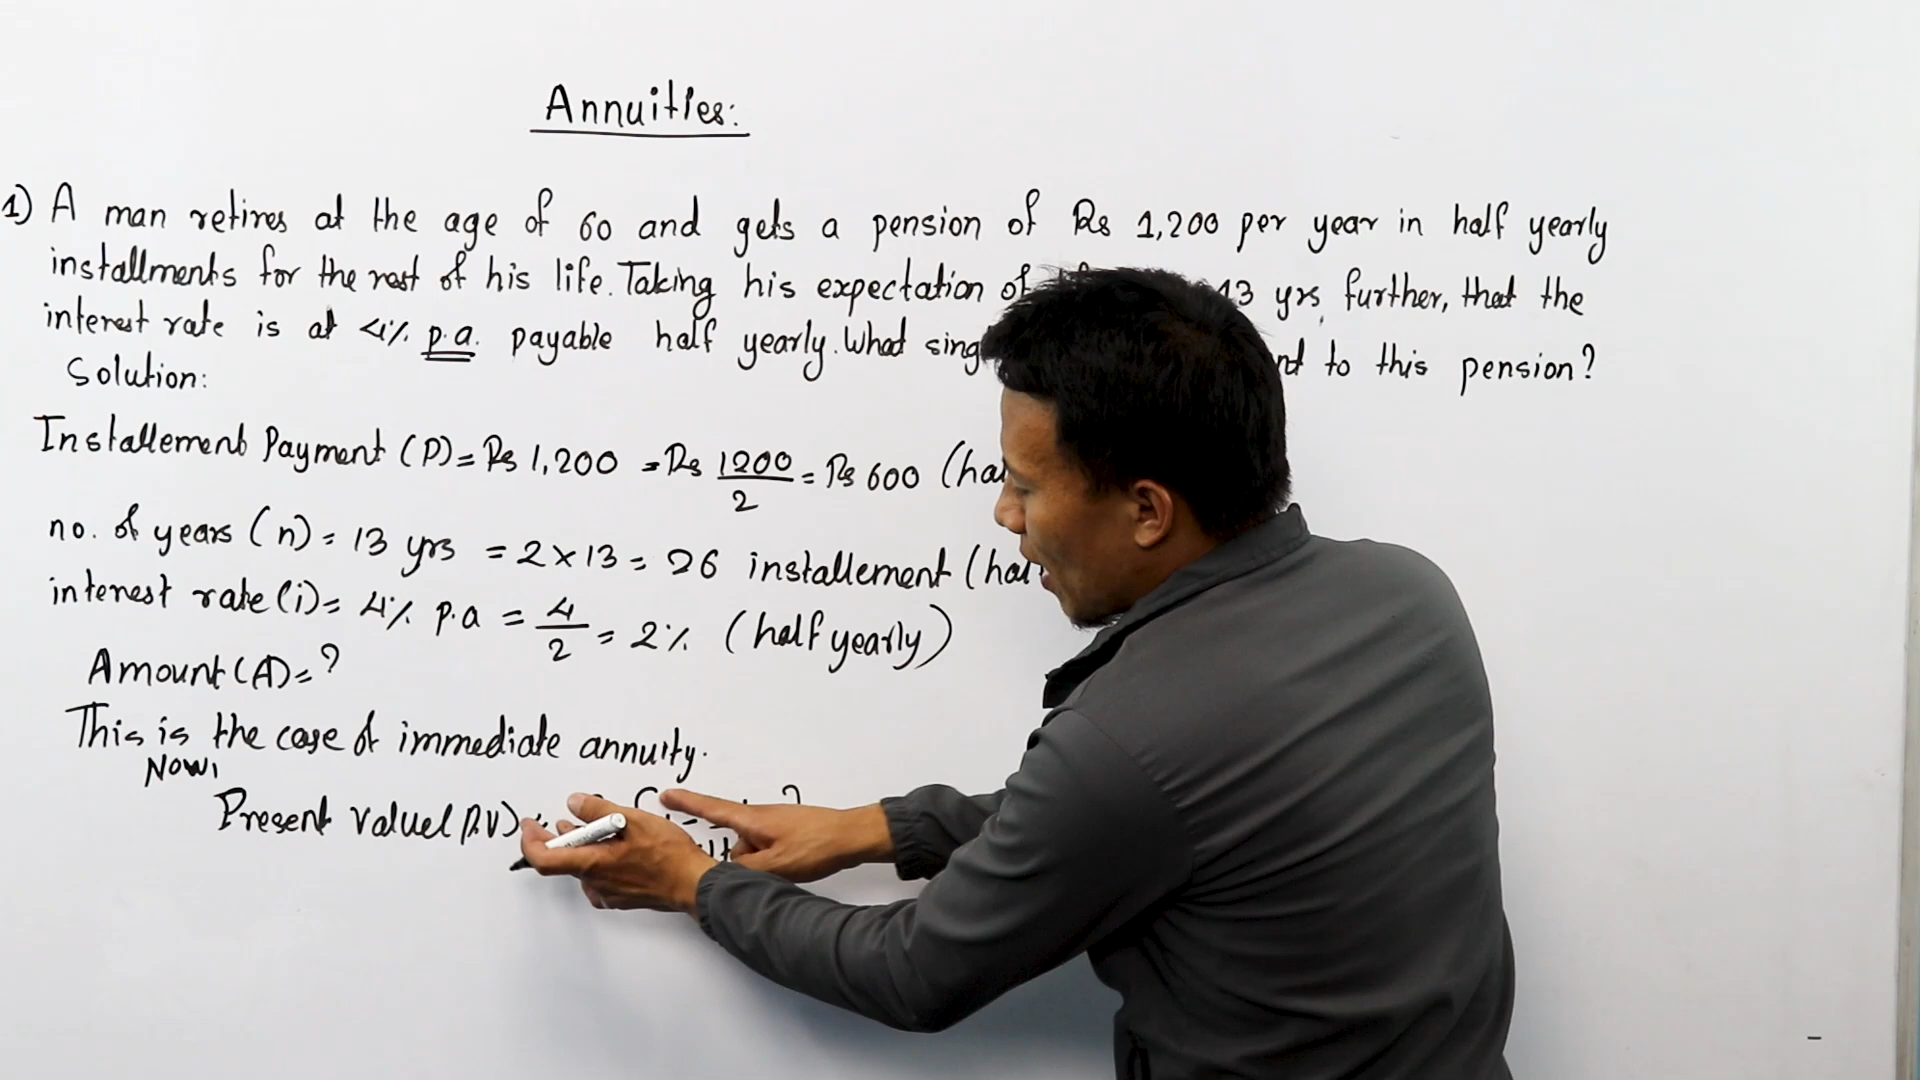 Annuities:
1) A man retires at the age of 60 and gets a pension of Rs 1,200 per year in half yearly
installments for the rest of his life. Taking his expectation of 13 yrs, further, that the
interest rate is at 4% p.a. payable half yearly. What to this pension?
Solution:
Installement Payment (P) = Rs 1,200 = Rs 1200/2 = Rs 600
no. of years (n) = 13 yrs = 2 × 13 = 26 installement
interest rate (i) = 4% p.a = 4/2 = 2% (half yearly)
Amount (A) = ?
This is the case of immediate annuity.
Now,
Present value (P.V) =